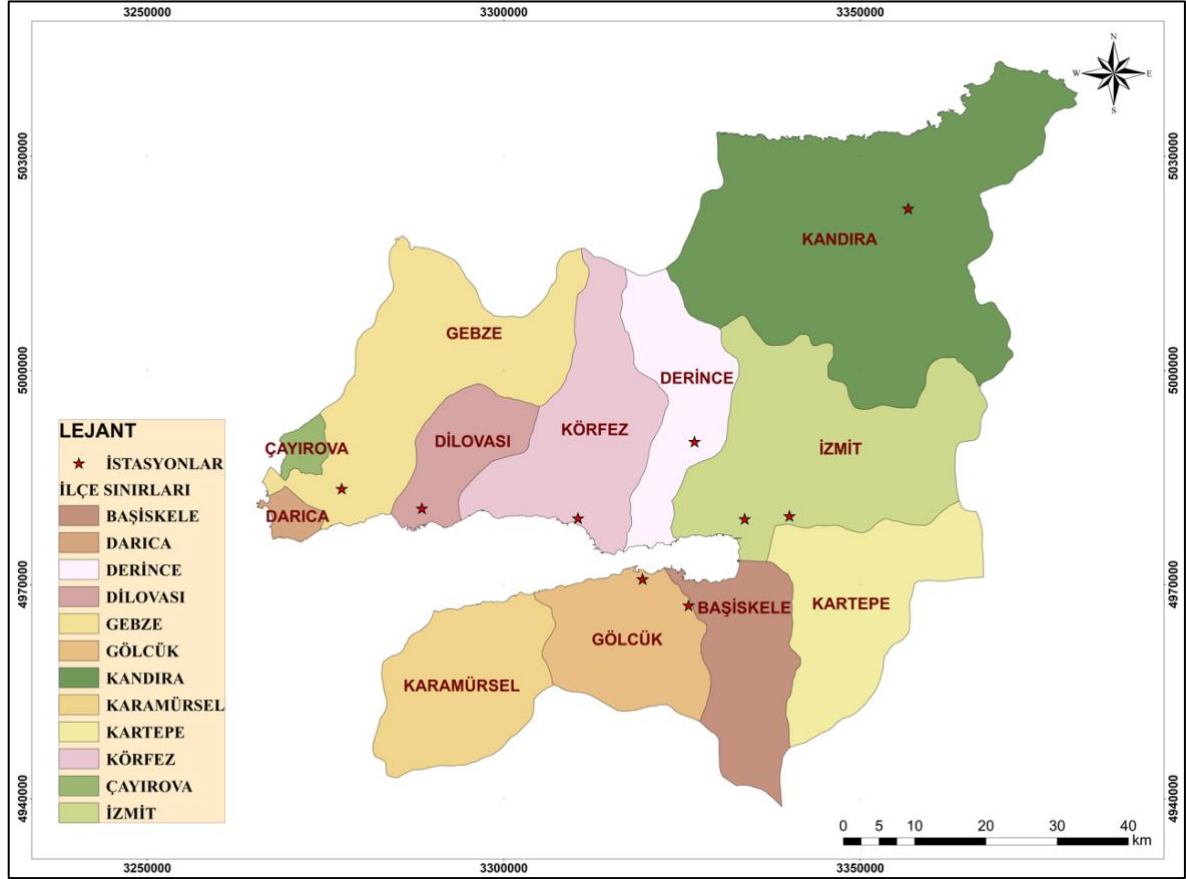 3250000
3300000
3350000
N
W
E
S
5030000
5030000
KANDIRA
GEBZE
5000000
5000000
DERİNCE
LEJANT
İSTASYONLAR
İLÇE SINIRLARI
BAŞİSKELE
DARICA
DERİNCE
DİLOVASI
GEBZE
GÖLCÜK
KANDIRA
KARAMÜRSEL
KARTEPE
KÖRFEZ
ÇAYIROVA
İZMİT
ÇAYIROVA
DİLOVASI
KÖRFEZ
İZMİT
DARICA
4970000
4970000
BAŞİSKELE
KARTEPE
GÖLCÜK
KARAMÜRSEL
4940000
4940000
0 5 10 20 30 40
km
3250000
3300000
3350000